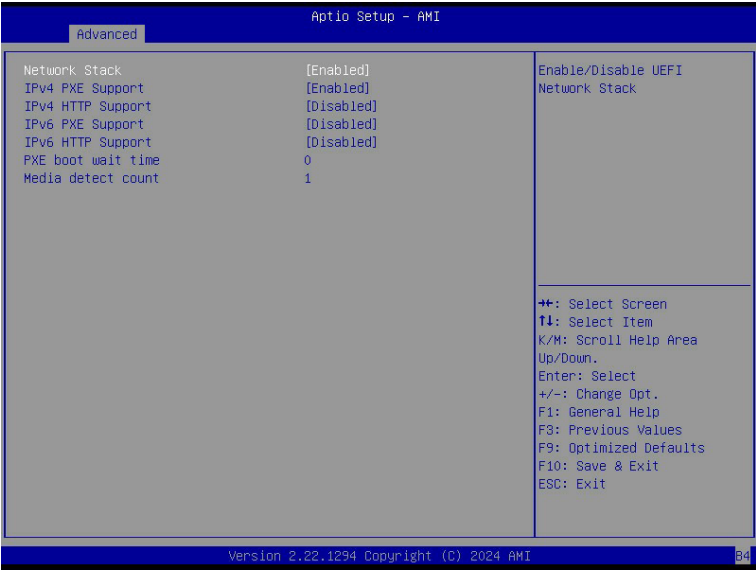 Aptio Setup - AMI
Advanced
Network Stack [Enabled]
IPv4 PXE Support [Enabled]
IPv4 HTTP Support [Disabled]
IPv6 PXE Support [Disabled]
IPv6 HTTP Support [Disabled]
PXE boot wait time 0
Media detect count 1
Enable/Disable UEFI
Network Stack
→←: Select Screen
↑↓: Select Item
K/M: Scroll Help Area
Up/Down.
Enter: Select
+/-: Change Opt.
F1: General Help
F3: Previous Values
F9: Optimized Defaults
F10: Save & Exit
ESC: Exit
Version 2.22.1294 Copyright (C) 2024 AMI
B4